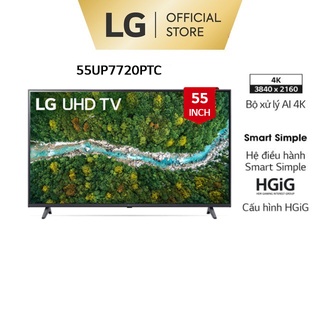 LG
OFFICIAL
STORE
55UP7720PTC
LG UHD TV
55
INCH
4K
3840 x 2160
Bộ xử lý AI 4K
Smart Simple
Hệ điều hành
Smart Simple
HGiG
Cấu hình HGiG